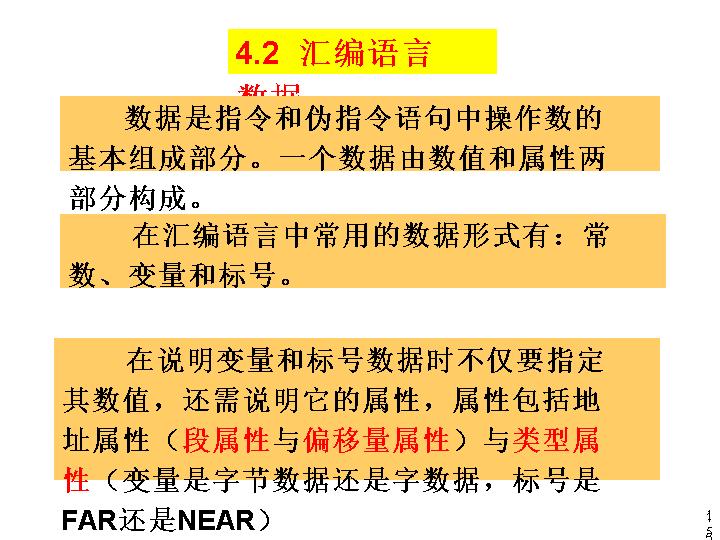 4.2 汇编语言
数据
数据是指令和伪指令语句中操作数的
基本组成部分。一个数据由数值和属性两
部分构成。
在汇编语言中常用的数据形式有：常
数、变量和标号。
在说明变量和标号数据时不仅要指定
其数值，还需说明它的属性，属性包括地
址属性（段属性与偏移量属性）与类型属
性（变量是字节数据还是字数据，标号是
FAR还是NEAR）
1
5